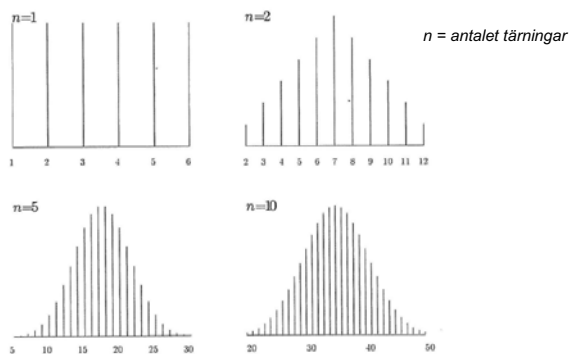 n=1
n=2
n = antalet tärningar
1 2 3 4 5 6
2 3 4 5 6 7 8 9 10 11 12
n=5
n=10
5 10 15 20 25 30
20 30 40 50